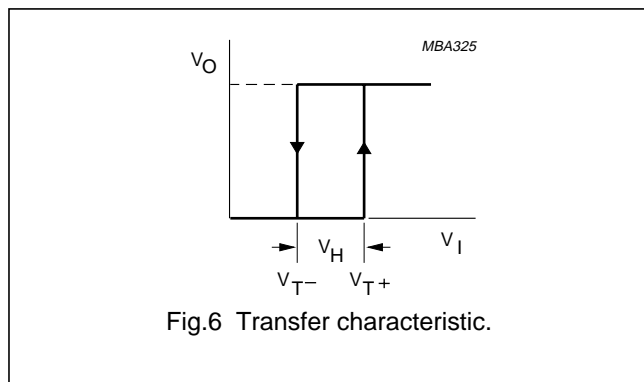 MBA325
VO
VH
VI
VT−
VT+
Fig.6 Transfer characteristic.